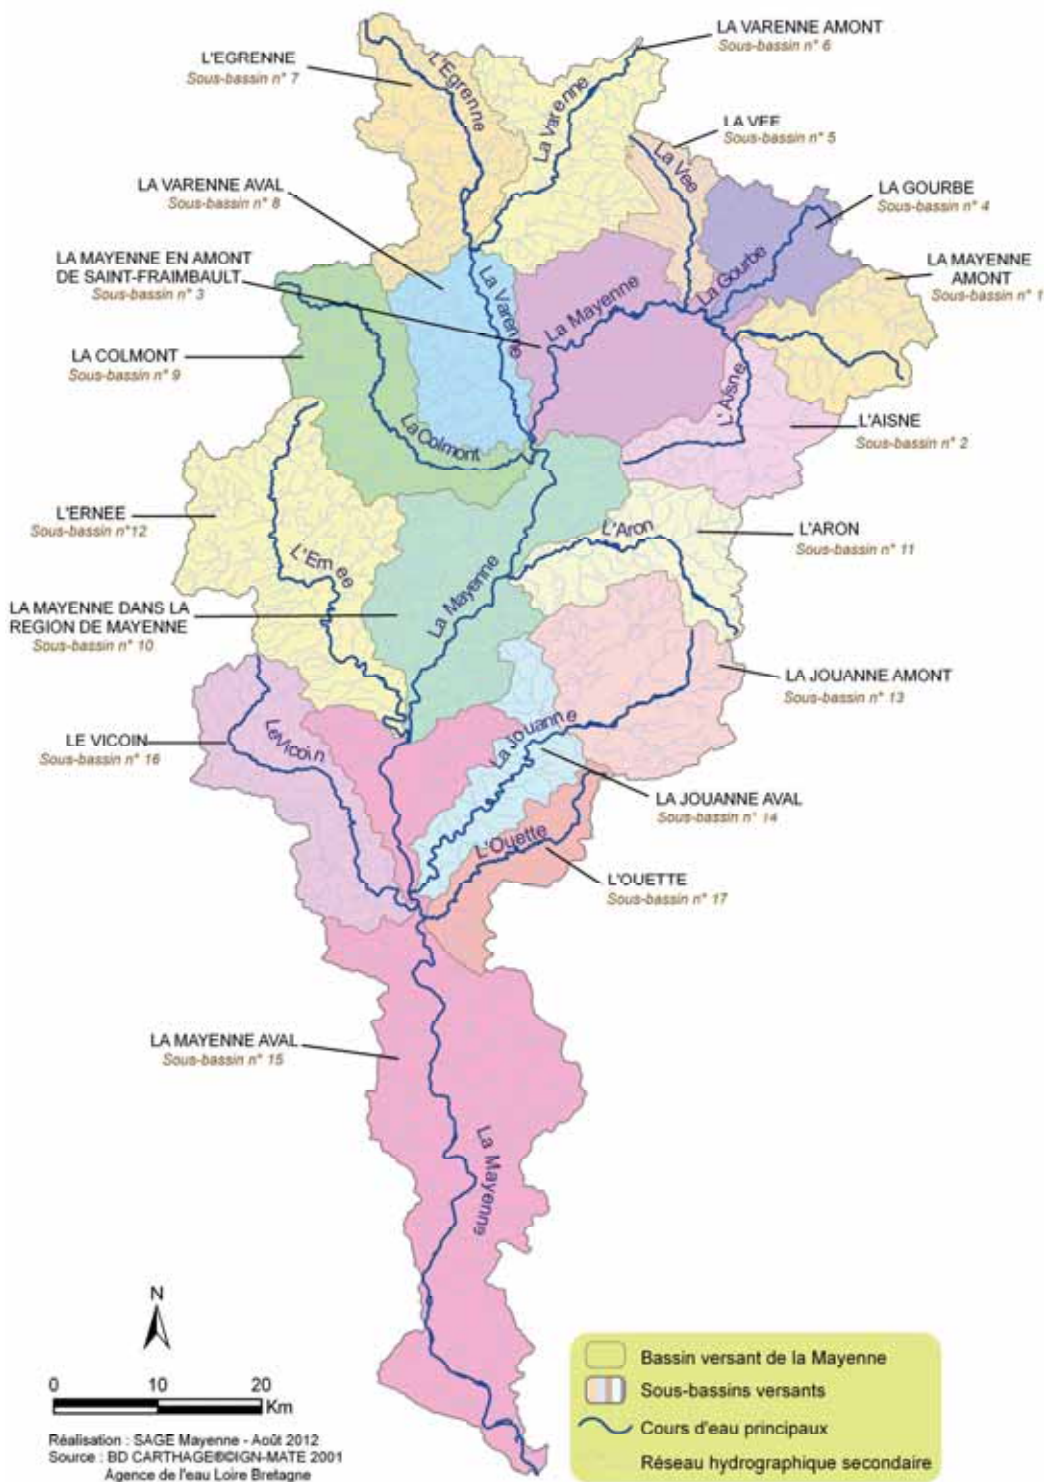 LA VARENNE AMONT
Sous-bassin n° 6
L'EGRENNE
Sous-bassin n° 7
L'Egrenne
La Varenne
LA VEE
Sous-bassin n° 5
La Vee
LA VARENNE AVAL
Sous-bassin n° 8
LA GOURBE
Sous-bassin n° 4
LA MAYENNE EN AMONT
DE SAINT-FRAIMBAULT
Sous-bassin n° 3
LA MAYENNE
AMONT
Sous-bassin n° 1
La Varenne
La Mayenne
La Gourbe
LA COLMONT
Sous-bassin n° 9
L'Aisne
La Colmont
L'AISNE
Sous-bassin n° 2
L'ERNEE
Sous-bassin n°12
L'Ernee
L'Aron
L'ARON
Sous-bassin n° 11
LA MAYENNE DANS LA
REGION DE MAYENNE
Sous-bassin n° 10
La Mayenne
LA JOUANNE AMONT
Sous-bassin n° 13
LE VICOIN
Sous-bassin n° 16
Le Vicoin
La Jouanne
LA JOUANNE AVAL
Sous-bassin n° 14
L'Ouette
L'OUETTE
Sous-bassin n° 17
LA MAYENNE AVAL
Sous-bassin n° 15
La Mayenne
N
0 10 20
Km
Réalisation : SAGE Mayenne - Août 2012
Source : BD CARTHAGE®©IGN-MATE 2001
Agence de l'eau Loire Bretagne
Bassin versant de la Mayenne
Sous-bassins versants
Cours d'eau principaux
Réseau hydrographique secondaire